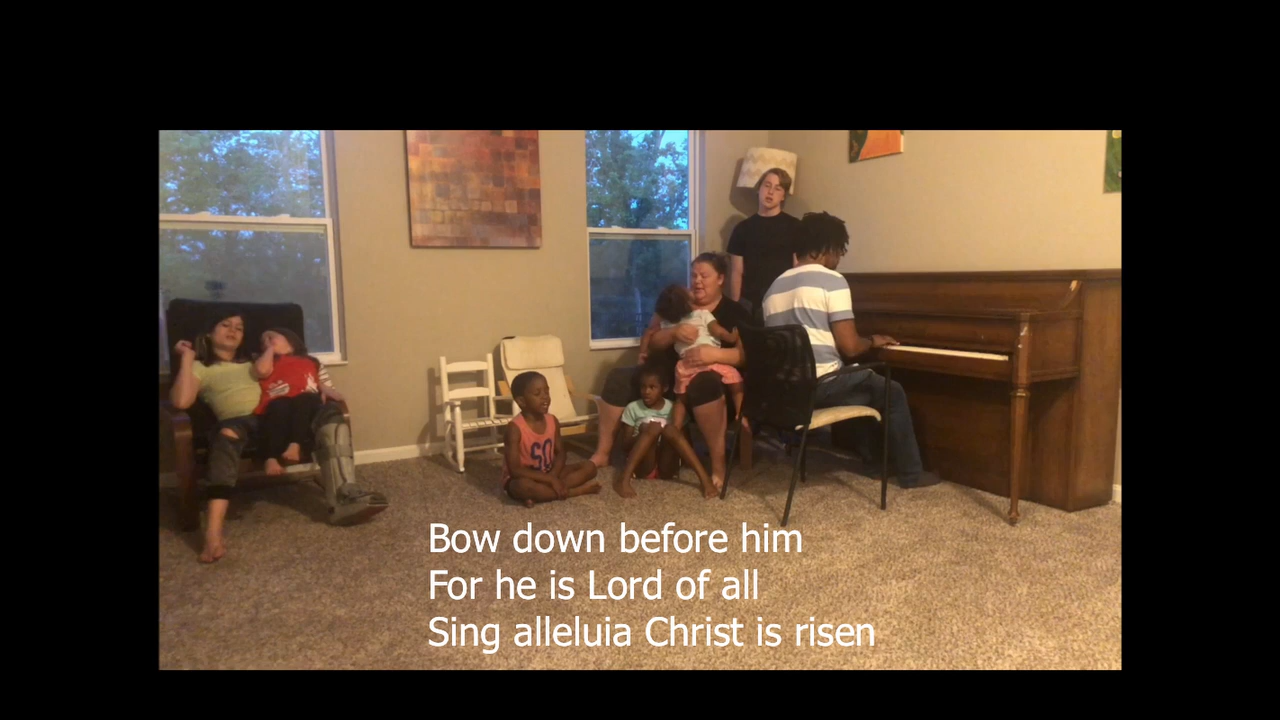 Bow down before him
For he is Lord of all
Sing alleluia Christ is risen